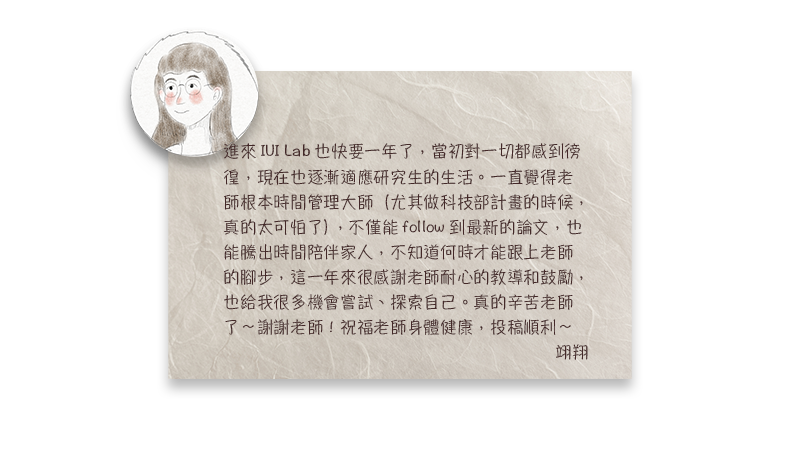 進來 IUI Lab 也快要一年了，當初對一切都感到徬
徨，現在也逐漸適應研究生的生活。一直覺得老
師根本時間管理大師（尤其做科技部計畫的時候，
真的太可怕了），不僅能 follow 到最新的論文，也
能騰出時間陪伴家人，不知道何時才能跟上老師
的腳步，這一年來很感謝老師耐心的教導和鼓勵，
也給我很多機會嘗試、探索自己。真的辛苦老師
了～謝謝老師！祝福老師身體健康，投稿順利～
翊翔